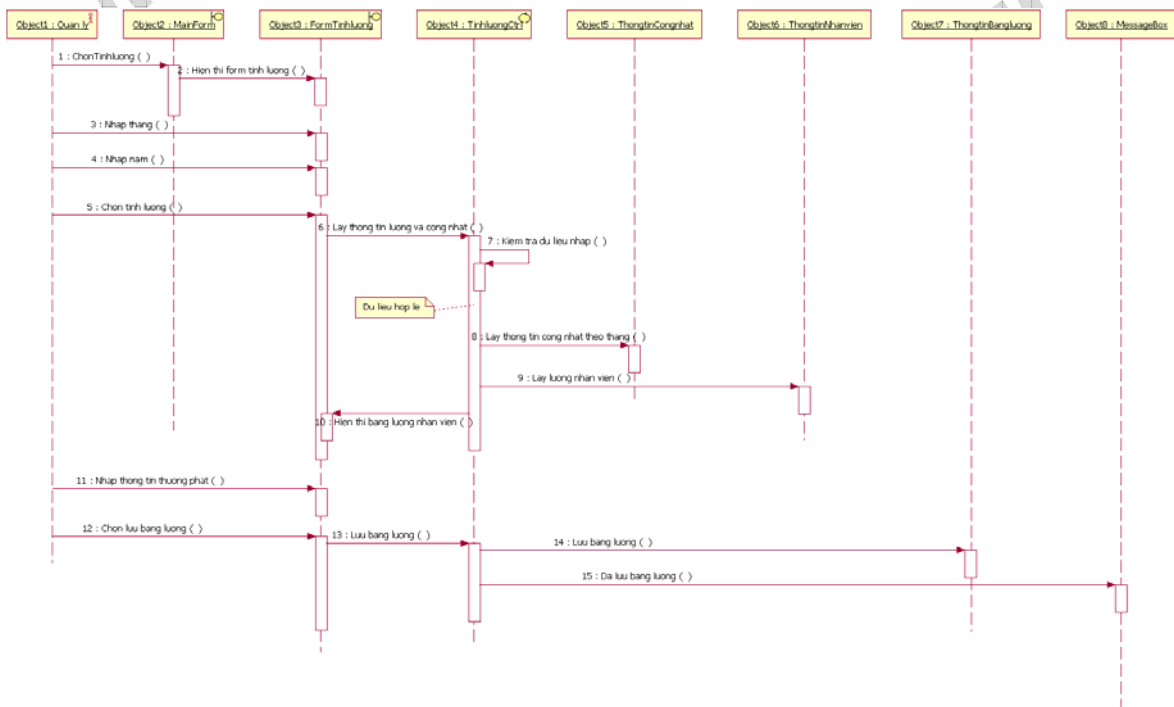 Object1 : Quan ly
Object2 : MainForm
Object3 : FormTinhluong
Object4 : TinhluongCtrl
Object5 : ThongtinCongnhat
Object6 : ThongtinNhanvien
Object7 : ThongtinBangluong
Object8 : MessageBox
1 : ChonTinhluong ( )
2 : Hien thi form tinh luong ( )
3 : Nhap thang ( )
4 : Nhap nam ( )
5 : Chon tinh luong ( )
6 : Lay thong tin luong va cong nhat ( )
7 : Kiem tra du lieu nhap ( )
Du lieu hop le
8 : Lay thong tin cong nhat theo thang ( )
9 : Lay luong nhan vien ( )
10 : Hien thi bang luong nhan vien ( )
11 : Nhap thong tin thuong phat ( )
12 : Chon luu bang luong ( )
13 : Luu bang luong ( )
14 : Luu bang luong ( )
15 : Da luu bang luong ( )